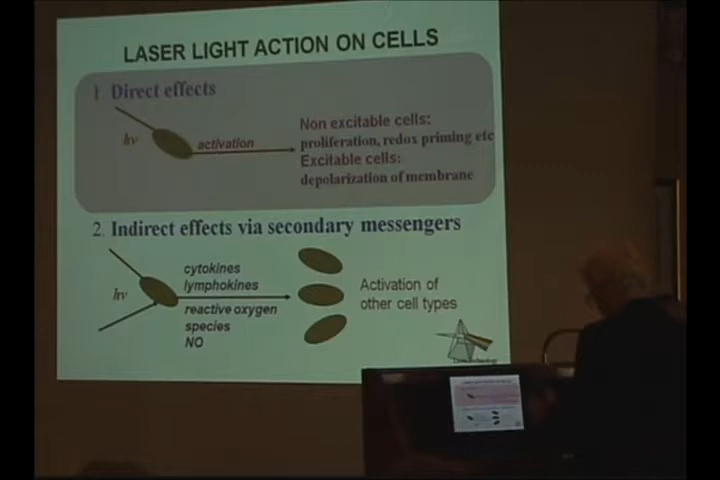 LASER LIGHT ACTION ON CELLS
1. Direct effects
hν
activation
Non excitable cells:
proliferation, redox priming etc
Excitable cells:
depolarization of membrane
2. Indirect effects via secondary messengers
hν
cytokines
lymphokines
reactive oxygen
species
NO
Activation of
other cell types